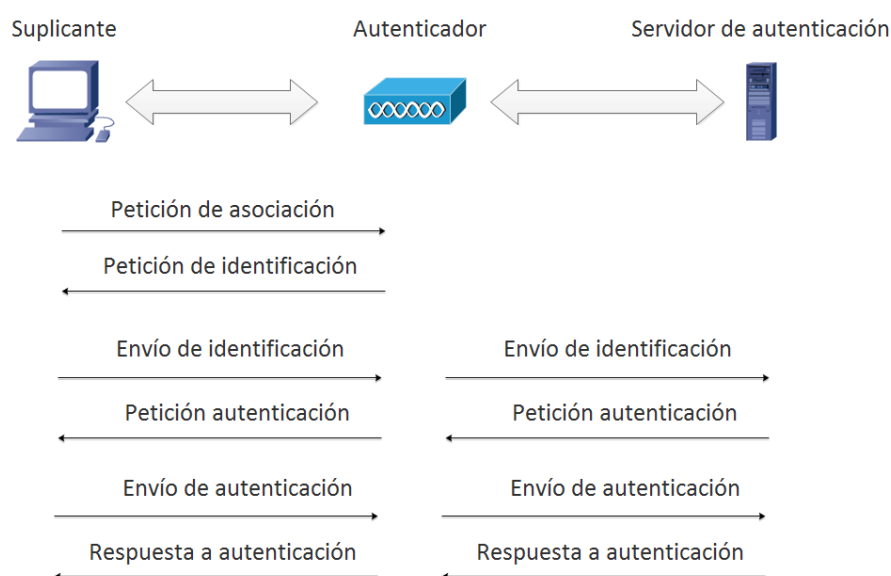 Suplicante Autenticador Servidor de autenticación
Petición de asociación
Petición de identificación
Envío de identificación Envío de identificación
Petición autenticación Petición autenticación
Envío de autenticación Envío de autenticación
Respuesta a autenticación Respuesta a autenticación